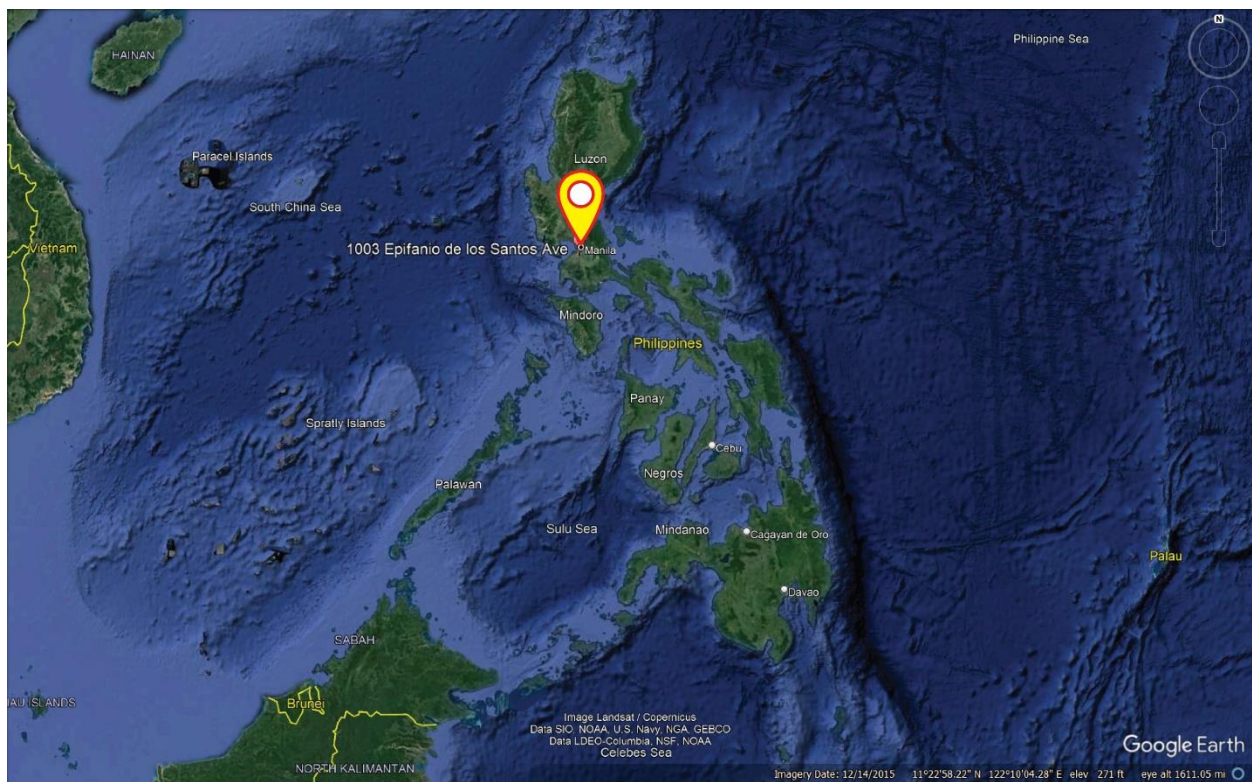 N
Philippine Sea
HAINAN
Paracel Islands
Luzon
South China Sea
Vietnam
1003 Epifanio de los Santos Ave
Manila
Mindoro
Philippines
Panay
Spratly Islands
Cebu
Negros
Palawan
Sulu Sea
Mindanao
Cagayan de Oro
Palau
Davao
SABAH
Brunei
AU ISLANDS
Image Landsat / Copernicus
Data SIO, NOAA, U.S. Navy, NGA, GEBCO
Data LDEO-Columbia, NSF, NOAA
Celebes Sea
Google Earth
NORTH KALIMANTAN
Imagery Date: 12/14/2015 11°22'58.22" N 122°10'04.28" E elev 271 ft eye alt 1611.05 mi